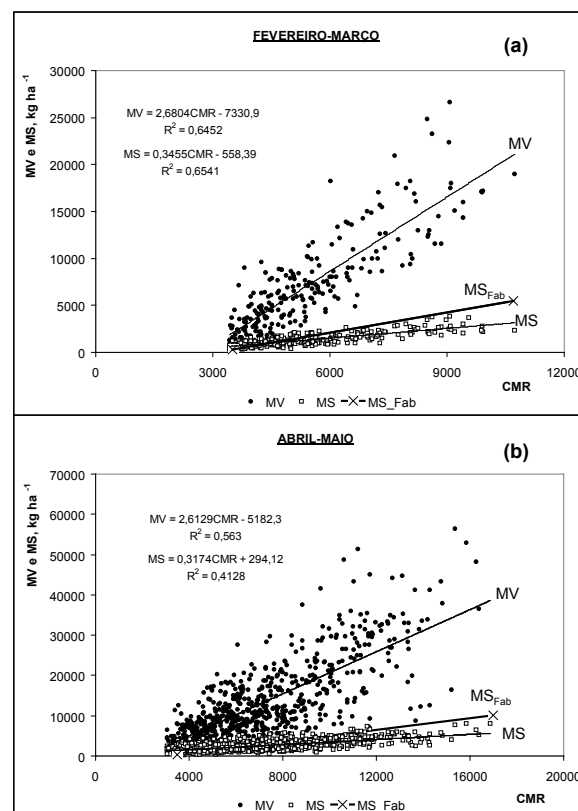 FEVEREIRO-MARCO
(a)
MV e MS, kg ha -1
30000
25000
20000
15000
10000
5000
0
MV = 2,6804CMR - 7330,9
R2 = 0,6452
MS = 0,3455CMR - 558,39
R2 = 0,6541
MV
MSFab
MS
0 3000 6000 9000 12000
CMR
MV MS MS_Fab
ABRIL-MAIO
(b)
MV e MS, kg ha -1
70000
60000
50000
40000
30000
20000
10000
0
MV = 2,6129CMR - 5182,3
R2 = 0,563
MS = 0,3174CMR + 294,12
R2 = 0,4128
MV
MSFab
MS
0 4000 8000 12000 16000 20000
CMR
MV MS MS_Fab